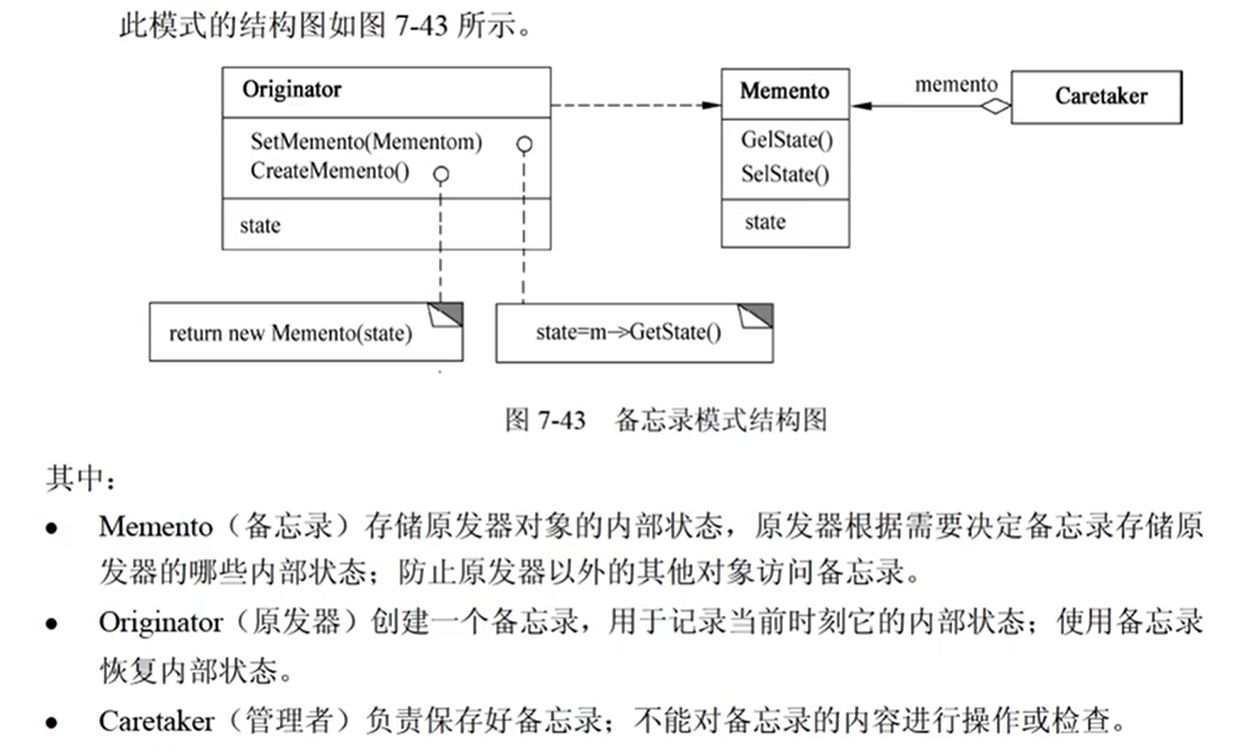 此模式的结构图如图 7-43 所示。
Originator
SetMemento(Mementom)
CreateMemento()
state
Memento
GelState()
SelState()
state
memento
Caretaker
return new Memento(state)
state=m->GetState()
图 7-43 备忘录模式结构图
其中：
● Memento（备忘录）存储原发器对象的内部状态，原发器根据需要决定备忘录存储原
发器的哪些内部状态；防止原发器以外的其他对象访问备忘录。
● Originator（原发器）创建一个备忘录，用于记录当前时刻它的内部状态；使用备忘录
恢复内部状态。
● Caretaker（管理者）负责保存好备忘录；不能对备忘录的内容进行操作或检查。